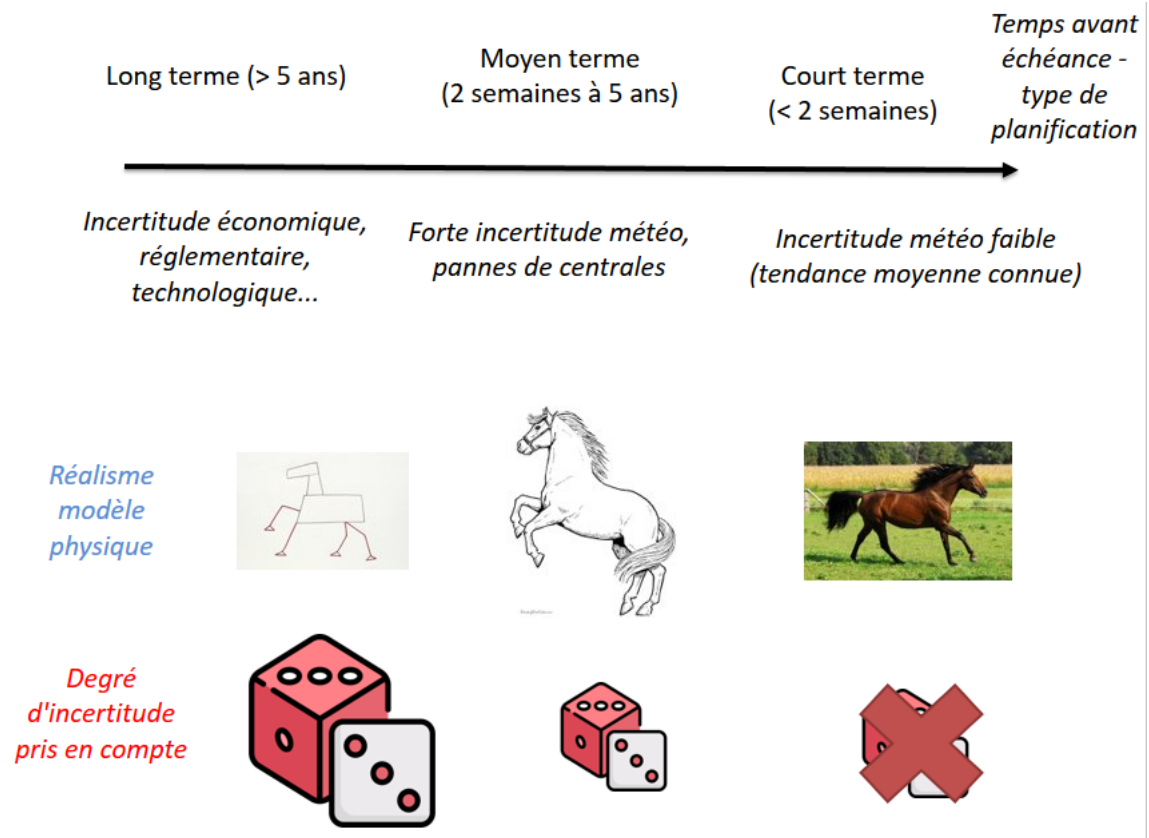 Long terme (> 5 ans)
Moyen terme
(2 semaines à 5 ans)
Court terme
(< 2 semaines)
Temps avant
échéance -
type de
planification
Incertitude économique,
réglementaire,
technologique...
Forte incertitude météo,
pannes de centrales
Incertitude météo faible
(tendance moyenne connue)
Réalisme
modèle
physique
Degré
d'incertitude
pris en compte